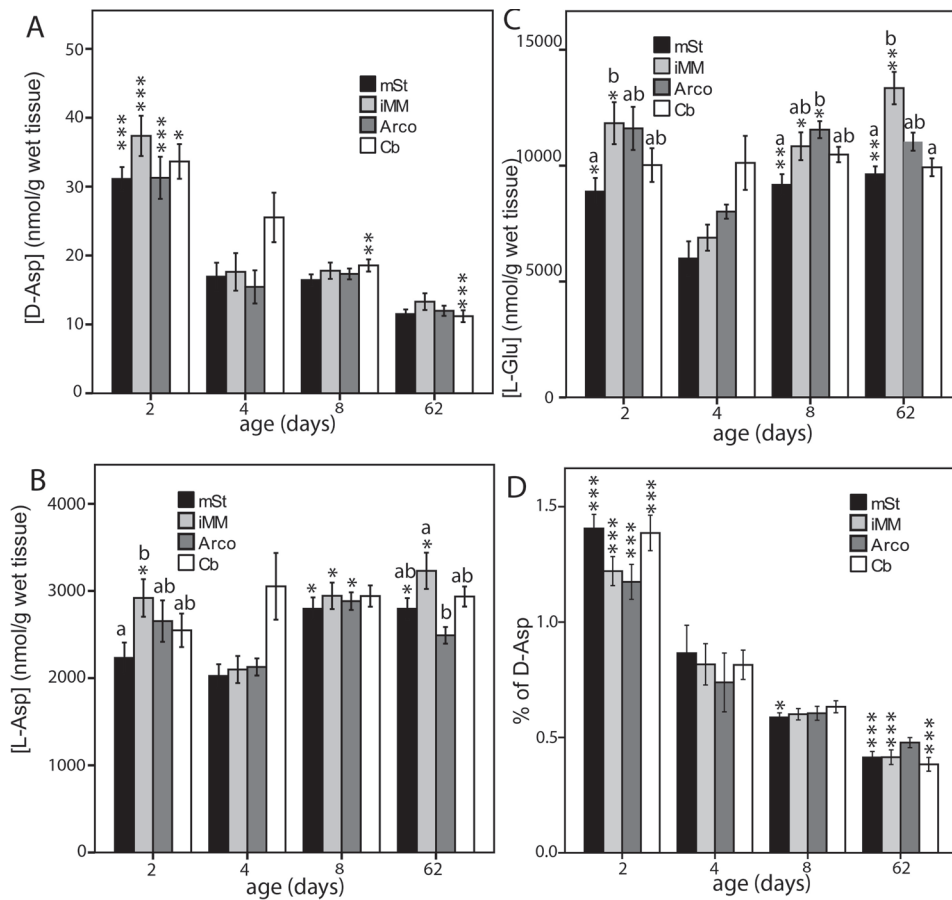 A
[D-Asp] (nmol/g wet tissue)
50
40
30
20
10
0
mSt
iMM
Arco
Cb
***
***
***
*
**
***
2
4
8
62
age (days)
C
[L-Glu] (nmol/g wet tissue)
15000
10000
5000
0
mSt
iMM
Arco
Cb
a
*
b
*
ab
ab
a
**
ab
*
b
*
ab
a
***
b
**
ab
a
2
4
8
62
age (days)
B
[L-Asp] (nmol/g wet tissue)
4000
3000
2000
1000
0
mSt
iMM
Arco
Cb
a
b
*
ab
ab
*
*
*
ab
*
a
*
b
ab
2
4
8
62
age (days)
D
% of D-Asp
1.5
1.0
0.5
0.0
mSt
iMM
Arco
Cb
***
***
***
***
*
***
***
***
2
4
8
62
age (days)